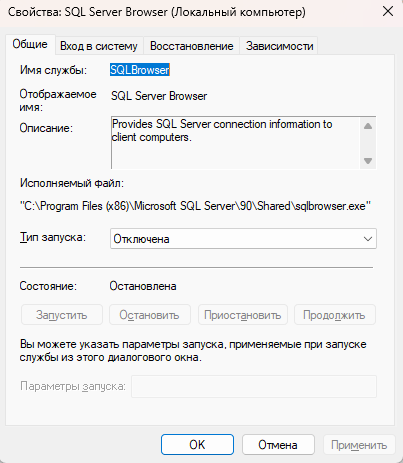 Свойства: SQL Server Browser (Локальный компьютер)
Общие Вход в систему Восстановление Зависимости
Имя службы: SQLBrowser
Отображаемое имя: SQL Server Browser
Описание: Provides SQL Server connection information to
client computers.
Исполняемый файл:
"C:\Program Files (x86)\Microsoft SQL Server\90\Shared\sqlbrowser.exe"
Тип запуска: Отключена
Состояние: Остановлена
Запустить Остановить Приостановить Продолжить
Вы можете указать параметры запуска, применяемые при запуске
службы из этого диалогового окна.
Параметры запуска:
OK Отмена Применить